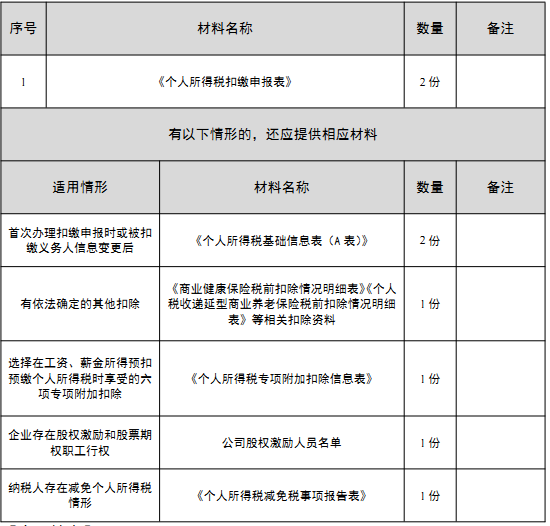 序号 材料名称 数量 备注
1 《个人所得税扣缴申报表》 2 份
有以下情形的，还应提供相应材料
适用情形 材料名称 数量 备注
首次办理扣缴申报时或被扣
缴义务人信息变更后
《个人所得税基础信息表（A 表）》 2 份
有依法确定的其他扣除
《商业健康保险税前扣除情况明细表》《个人
税收递延型商业养老保险税前扣除情况明细
表》等相关扣除资料
1 份
选择在工资、薪金所得预扣
预缴个人所得税时享受的六
项专项附加扣除
《个人所得税专项附加扣除信息表》 1 份
企业存在股权激励和股票期
权职工行权
公司股权激励人员名单 1 份
纳税人存在减免个人所得税
情形
《个人所得税减免税事项报告表》 1 份